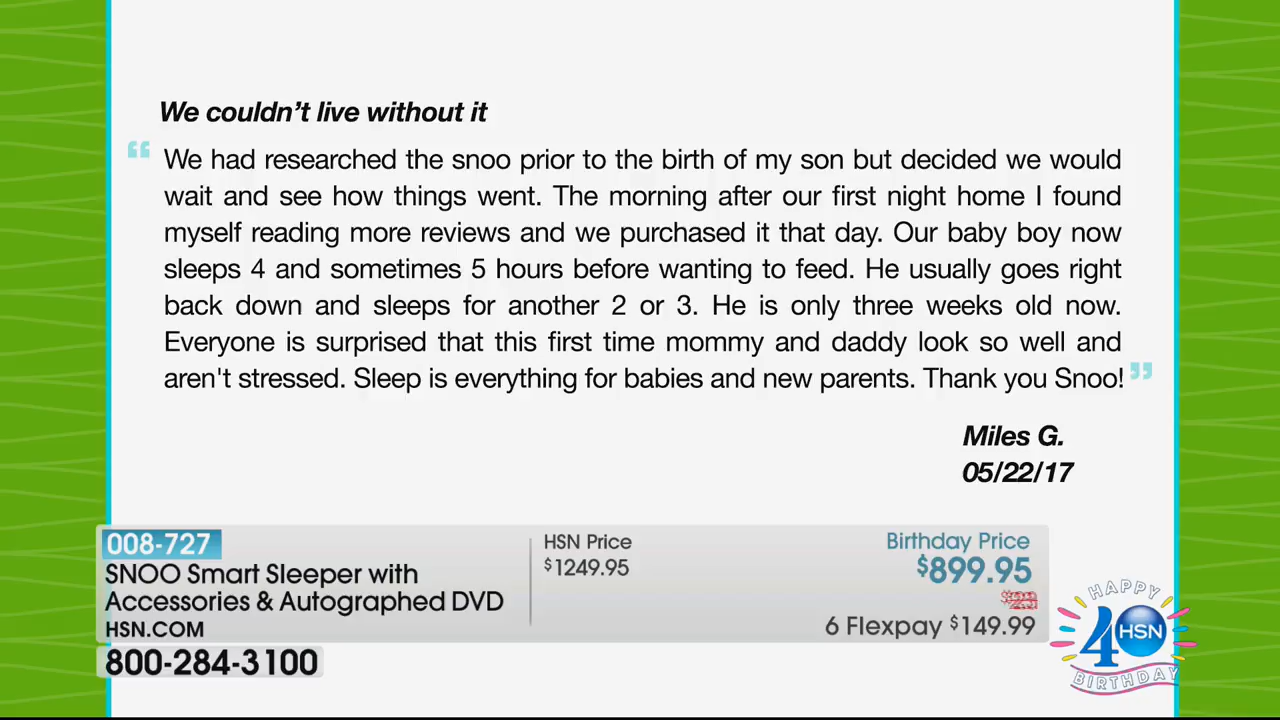 We couldn't live without it
“ We had researched the snoo prior to the birth of my son but decided we would
wait and see how things went. The morning after our first night home I found
myself reading more reviews and we purchased it that day. Our baby boy now
sleeps 4 and sometimes 5 hours before wanting to feed. He usually goes right
back down and sleeps for another 2 or 3. He is only three weeks old now.
Everyone is surprised that this first time mommy and daddy look so well and
aren't stressed. Sleep is everything for babies and new parents. Thank you Snoo! ”
Miles G.
05/22/17
008-727
SNOO Smart Sleeper with
Accessories & Autographed DVD
HSN.COM
800-284-3100
HSN Price
$1249.95
Birthday Price
$899.95
6 Flexpay $149.99
HAPPY
40 HSN
BIRTHDAY